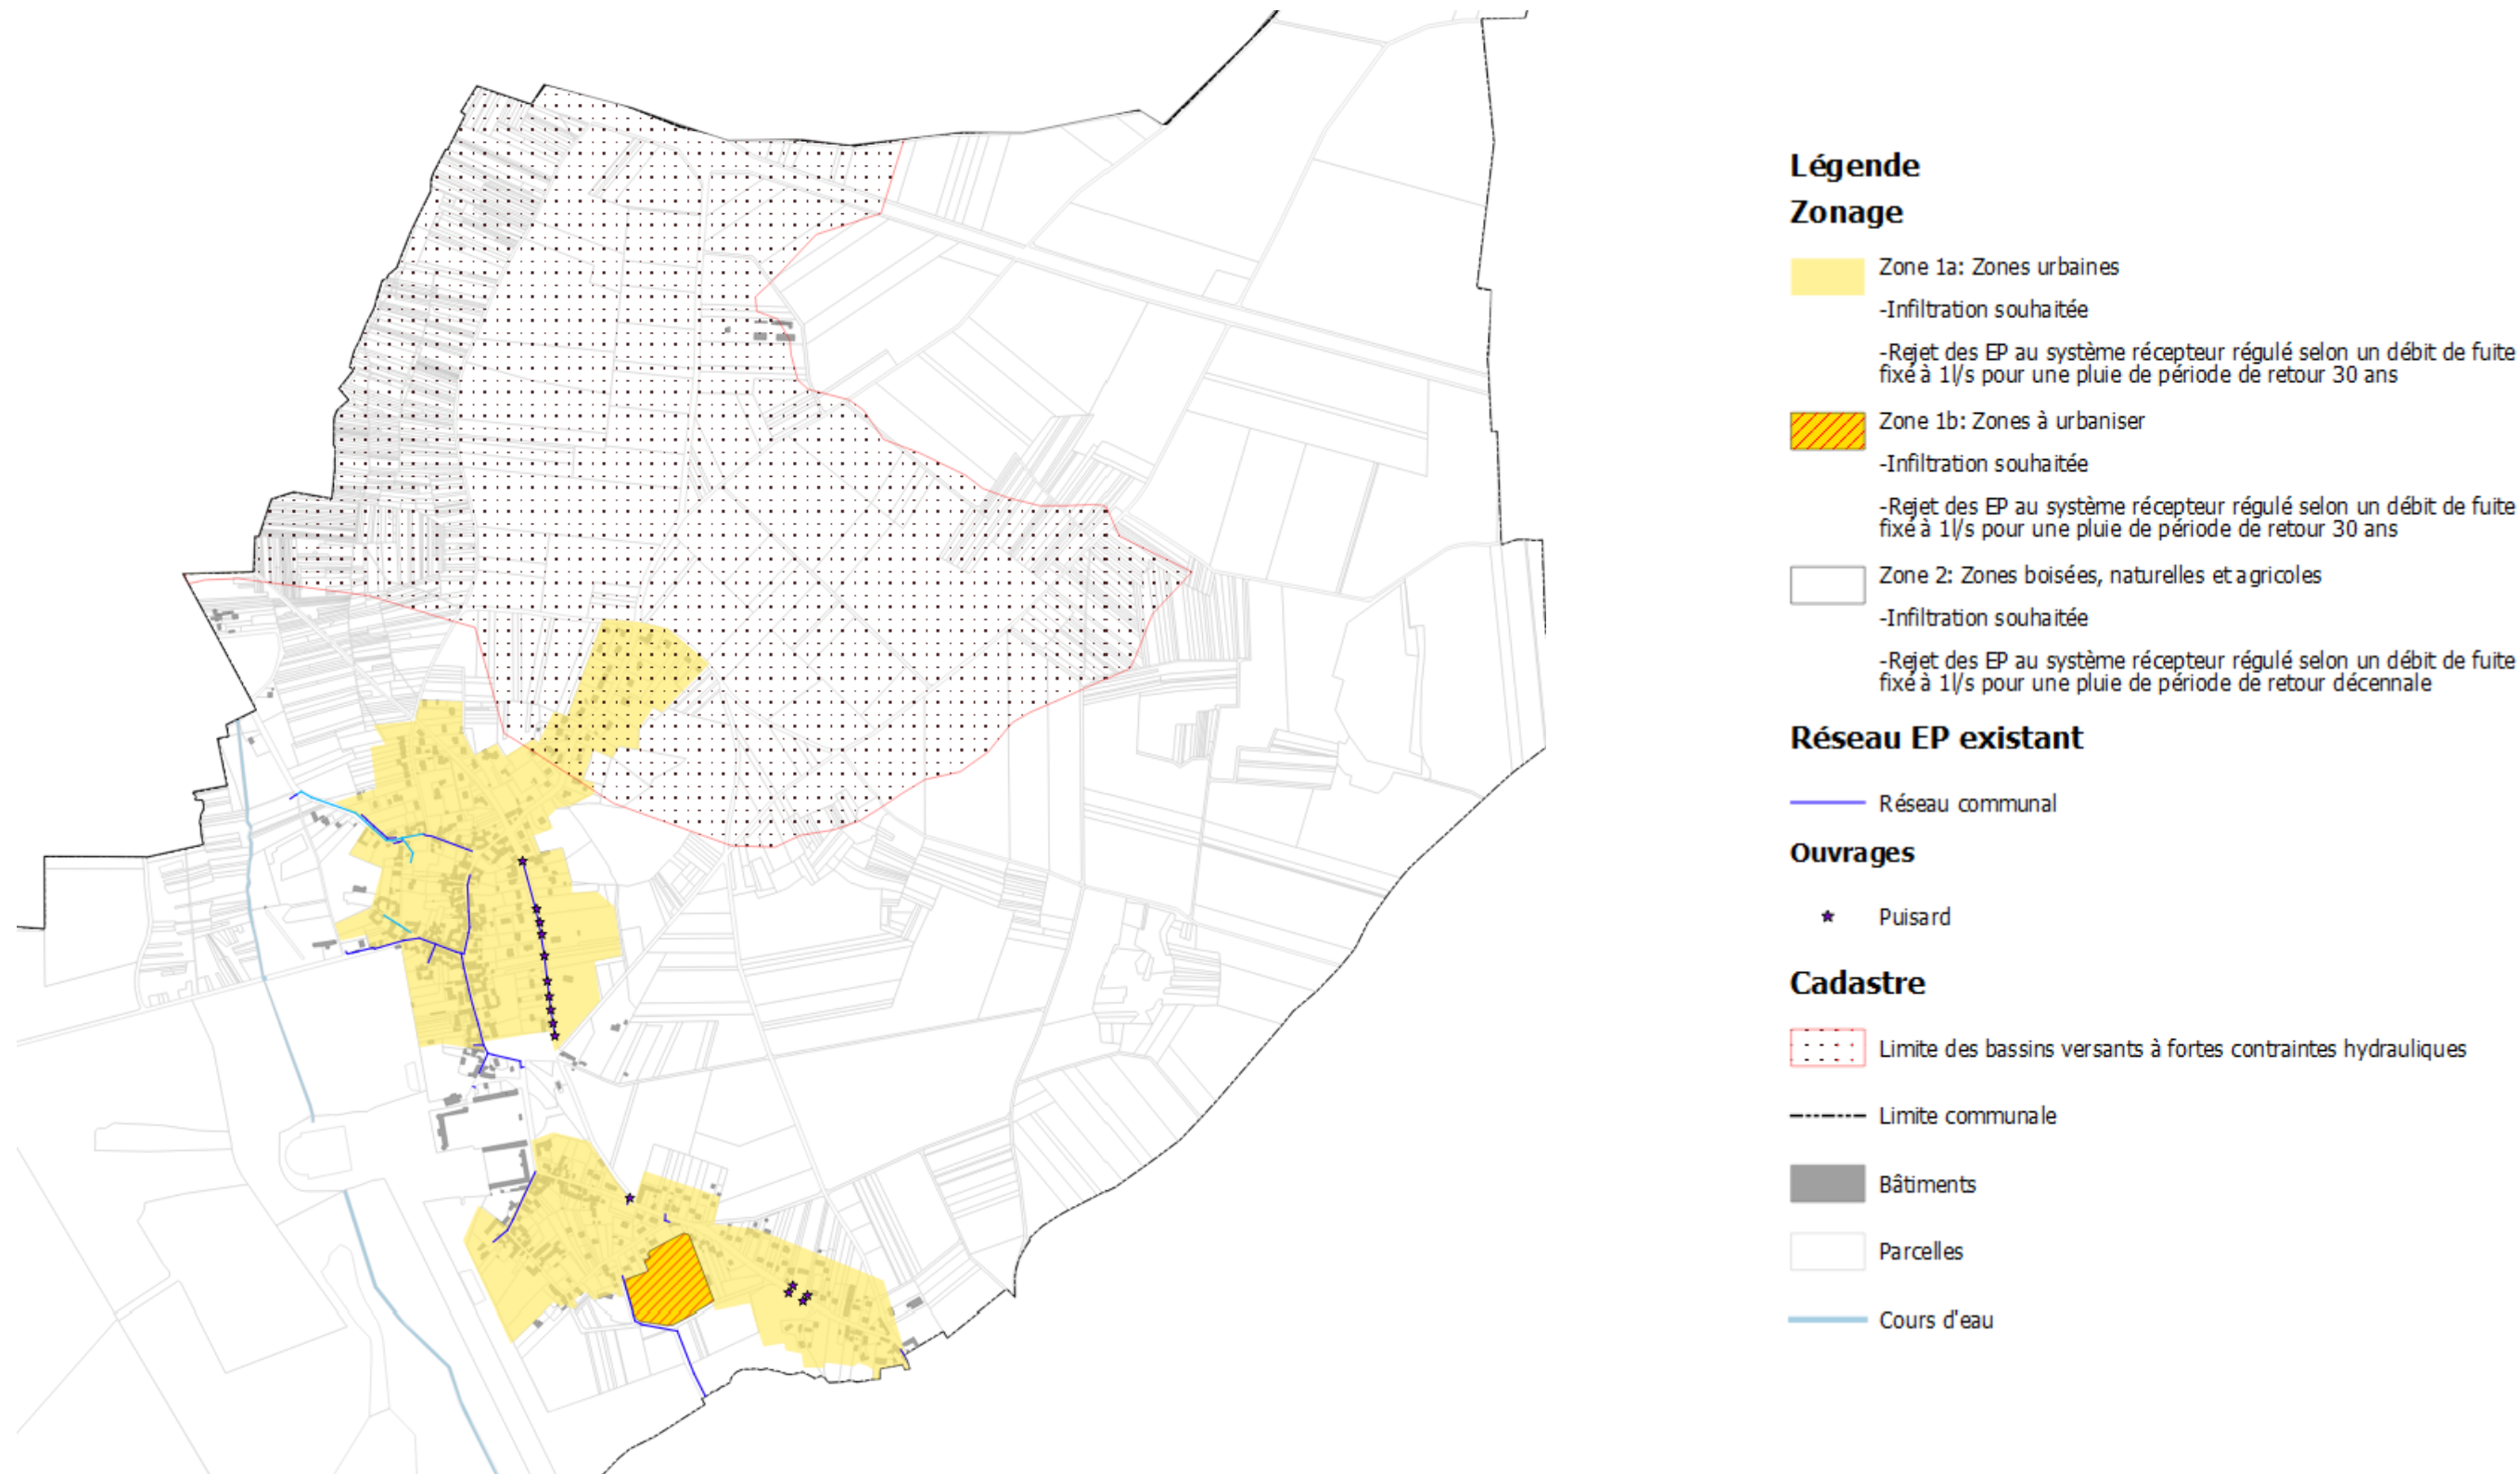 Légende
Zonage
Zone 1a: Zones urbaines
-Infiltration souhaitée
-Rejet des EP au système récepteur régulé selon un débit de fuite
fixé à 1l/s pour une pluie de période de retour 30 ans
Zone 1b: Zones à urbaniser
-Infiltration souhaitée
-Rejet des EP au système récepteur régulé selon un débit de fuite
fixé à 1l/s pour une pluie de période de retour 30 ans
Zone 2: Zones boisées, naturelles et agricoles
-Infiltration souhaitée
-Rejet des EP au système récepteur régulé selon un débit de fuite
fixé à 1l/s pour une pluie de période de retour décennale
Réseau EP existant
Réseau communal
Ouvrages
Puisard
Cadastre
Limite des bassins versants à fortes contraintes hydrauliques
Limite communale
Bâtiments
Parcelles
Cours d'eau